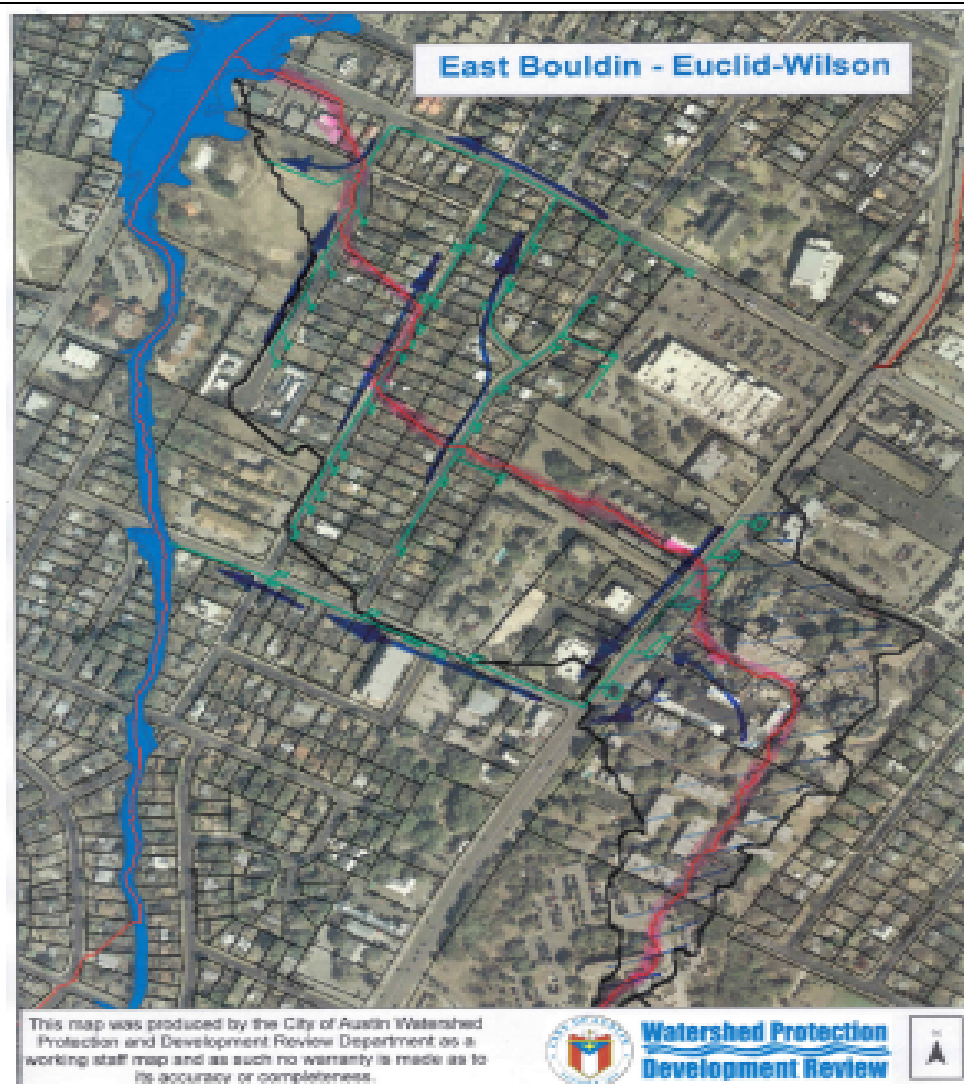 East Bouldin - Euclid-Wilson
This map was produced by the City of Austin Watershed
Protection and Development Review Department as a
working staff map and as such no warranty is made as to
its accuracy or completeness.
Watershed Protection
Development Review
N